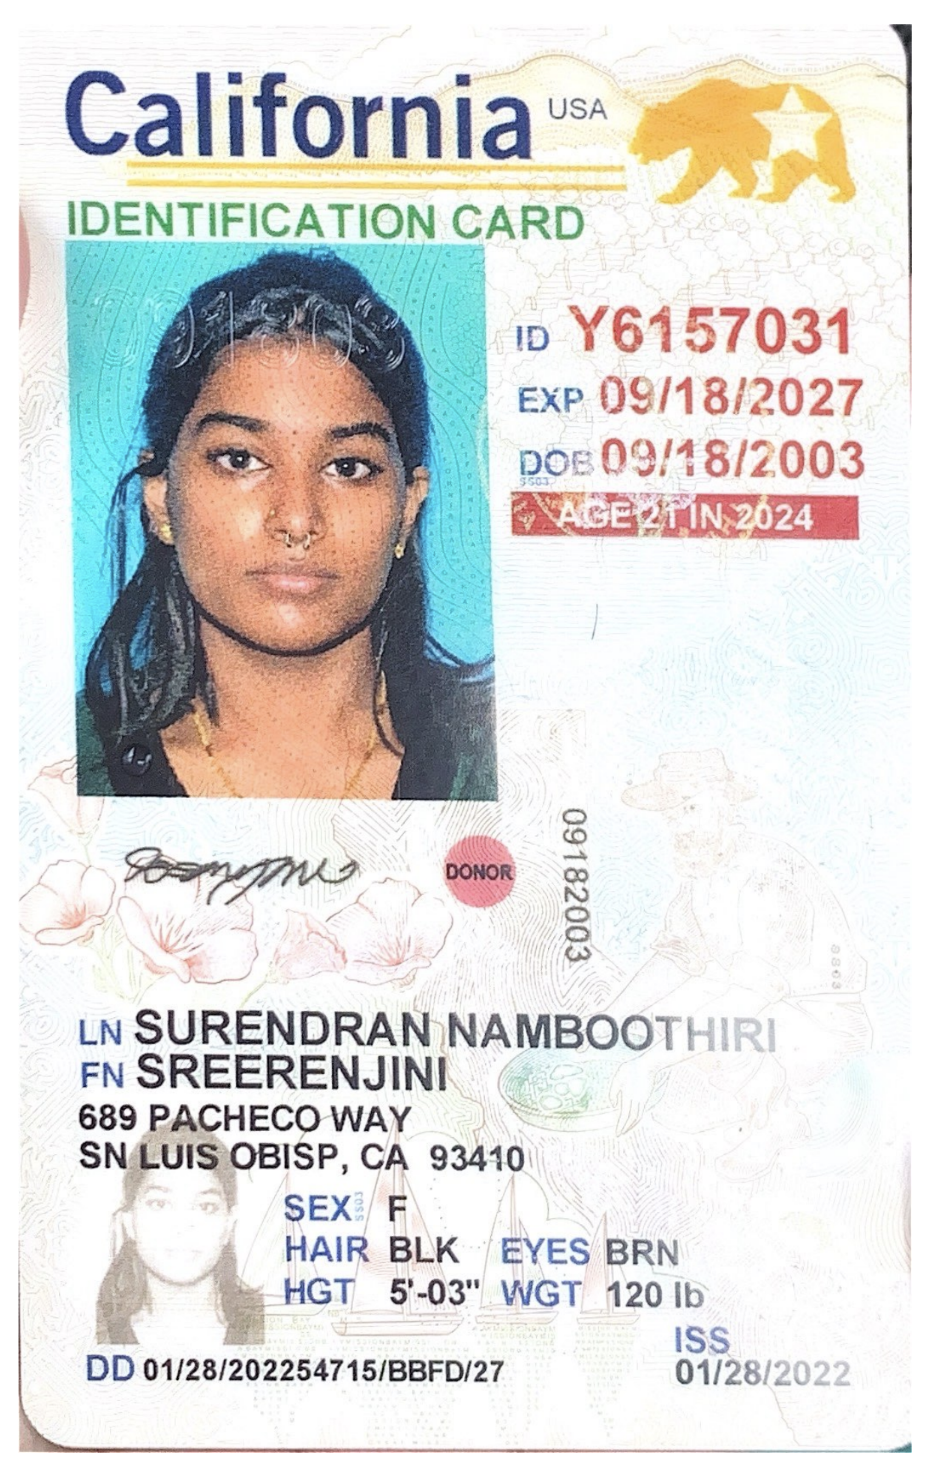 California USA
IDENTIFICATION CARD
ID Y6157031
EXP 09/18/2027
DOB 09/18/2003
AGE 21 IN 2024
DONOR
09182003
LN SURENDRAN NAMBOOTHIRI
FN SREERENJINI
689 PACHECO WAY
SN LUIS OBISP, CA 93410
SEX F
HAIR BLK EYES BRN
HGT 5'-03" WGT 120 lb
ISS
DD 01/28/202254715/BBFD/27 01/28/2022